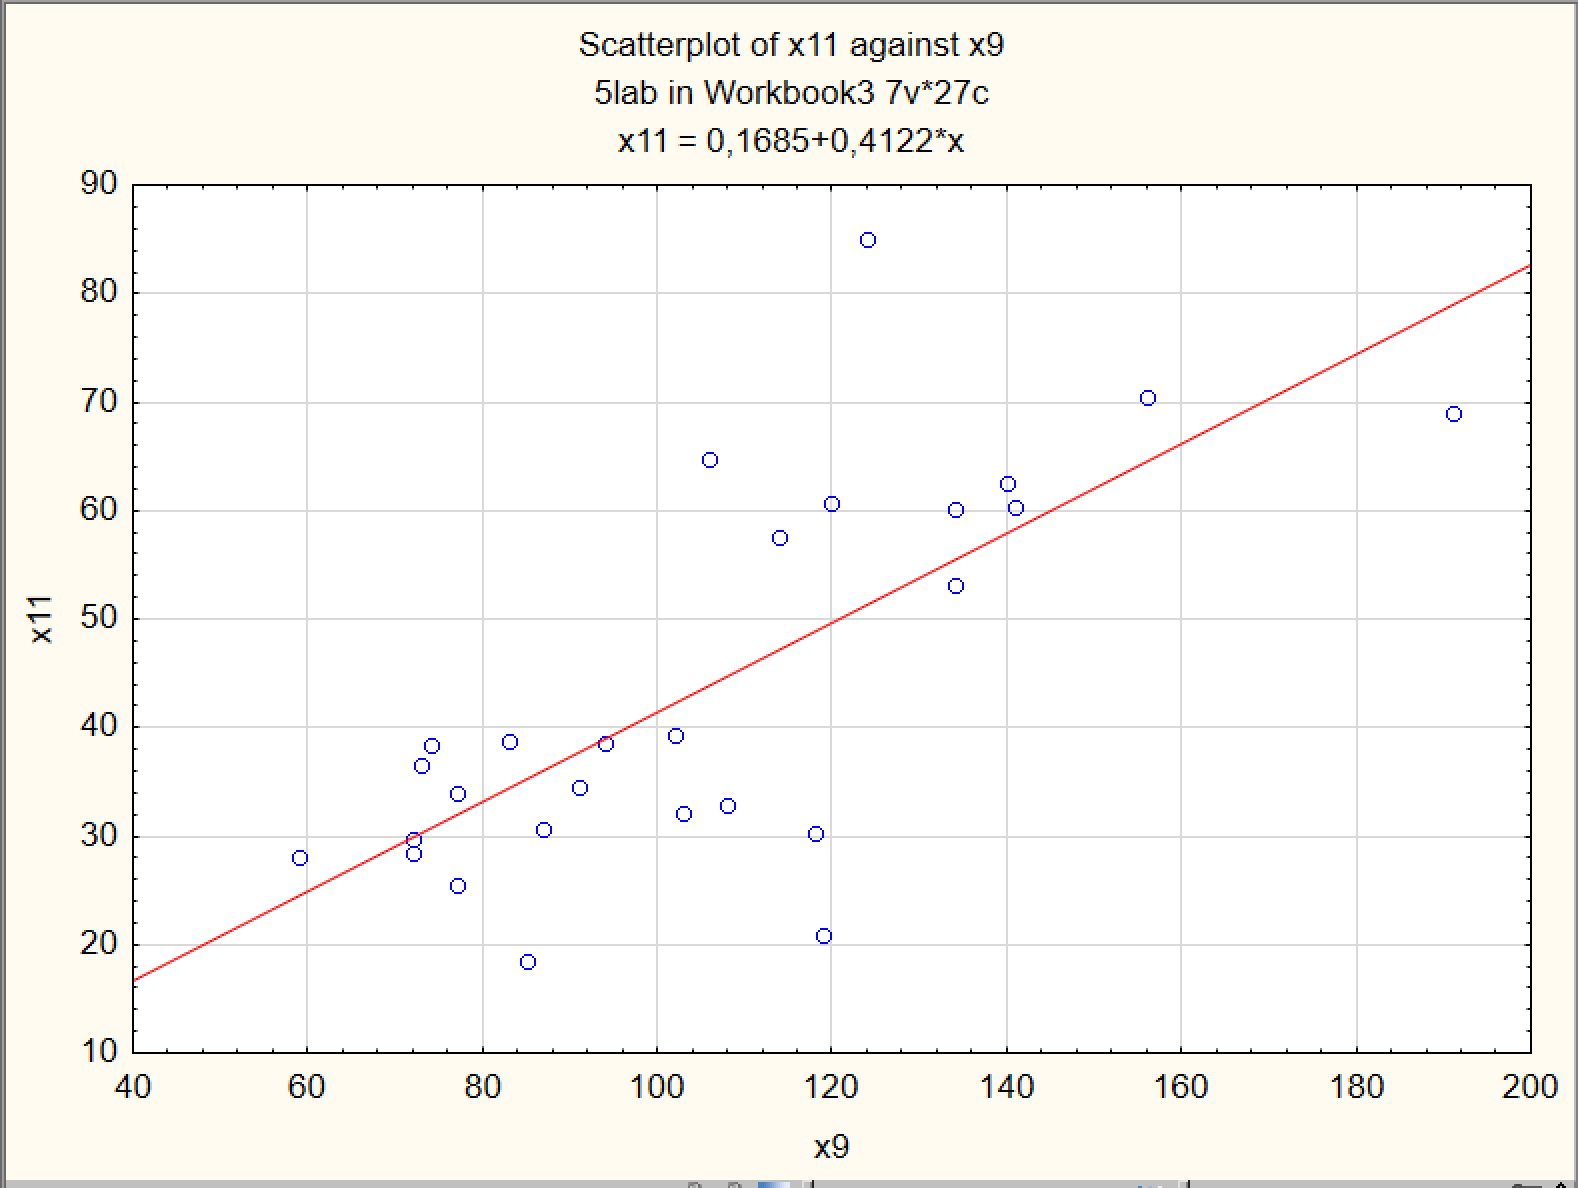 Scatterplot of x11 against x9
5lab in Workbook3 7v*27c
x11 = 0,1685+0,4122*x
90
80
70
60
50
40
30
20
10
x11
40 60 80 100 120 140 160 180 200
x9